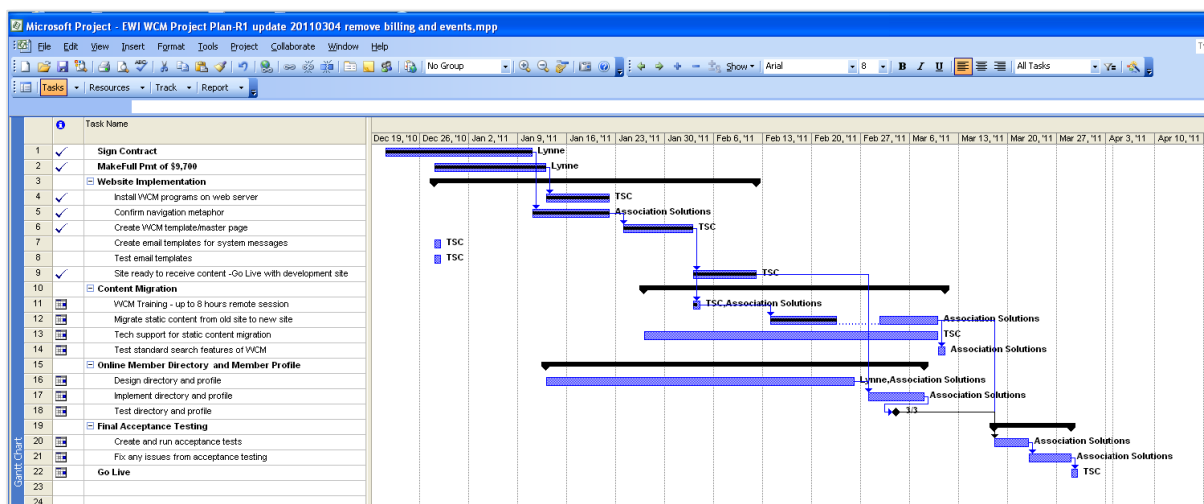 Microsoft Project - EWI WCM Project Plan-R1 update 20110304 remove billing and events.mpp
File Edit View Insert Format Tools Project Collaborate Window Help
No Group Show Arial 8 B I U All Tasks
Tasks Resources Track Report
Task Name
Dec 19, '10 Dec 26, '10 Jan 2, '11 Jan 9, '11 Jan 16, '11 Jan 23, '11 Jan 30, '11 Feb 6, '11 Feb 13, '11 Feb 20, '11 Feb 27, '11 Mar 6, '11 Mar 13, '11 Mar 20, '11 Mar 27, '11 Apr 3, '11 Apr 10, '11
1 Sign Contract Lynne
2 MakeFull Pmt of $9,700 Lynne
3 Website Implementation
4 Install WCM programs on web server TSC
5 Confirm navigation metaphor Association Solutions
6 Create WCM template/master page TSC
7 Create email templates for system messages TSC
8 Test email templates TSC
9 Site ready to receive content -Go Live with development site TSC
10 Content Migration
11 WCM Training - up to 8 hours remote session TSC,Association Solutions
12 Migrate static content from old site to new site Association Solutions
13 Tech support for static content migration TSC
14 Test standard search features of WCM Association Solutions
15 Online Member Directory and Member Profile
16 Design directory and profile Lynne,Association Solutions
17 Implement directory and profile Association Solutions
18 Test directory and profile 3/3
19 Final Acceptance Testing
20 Create and run acceptance tests Association Solutions
21 Fix any issues from acceptance testing Association Solutions
22 Go Live TSC
23
24
Gantt Chart